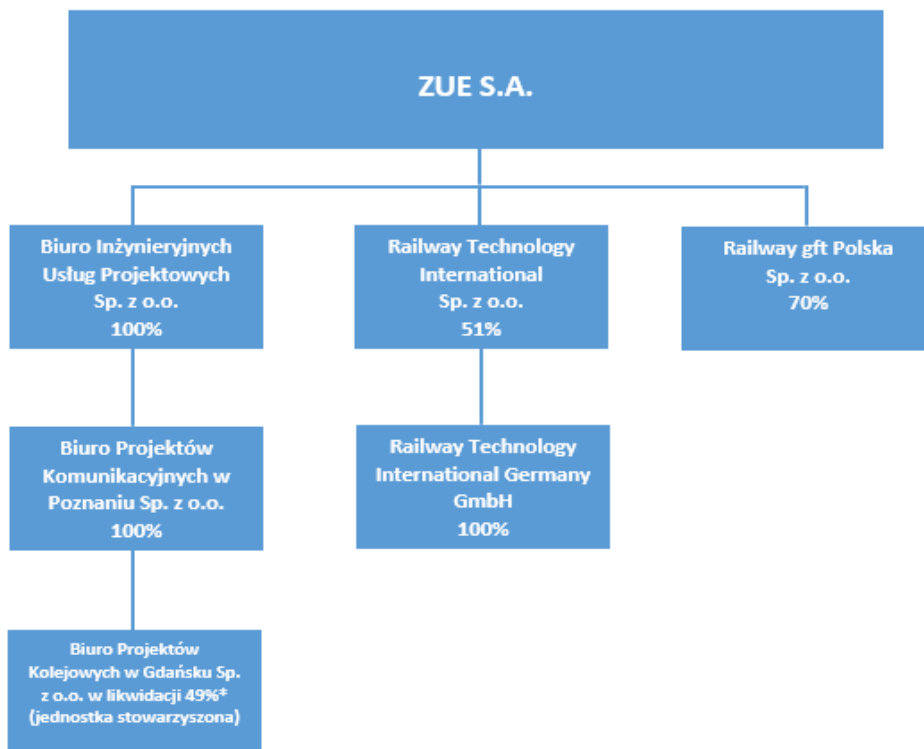 ZUE S.A.
Biuro Inżynieryjnych
Usług Projektowych
Sp. z o.o.
100%
Railway Technology
International
Sp. z o.o.
51%
Railway gft Polska
Sp. z o.o.
70%
Biuro Projektów
Komunikacyjnych w
Poznaniu Sp. z o.o.
100%
Railway Technology
International Germany
GmbH
100%
Biuro Projektów
Kolejowych w Gdańsku Sp.
z o.o. w likwidacji 49%*
(jednostka stowarzyszona)